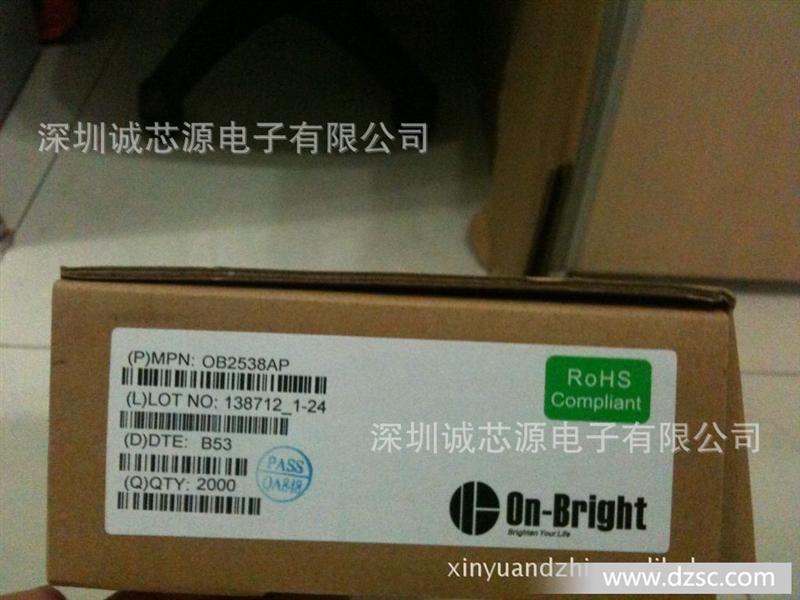 深圳诚芯源电子有限公司
(P)MPN: OB2538AP
(L)LOT NO: 138712_1-24
(D)DTE: B53
(Q)QTY: 2000
PASS
QA848
RoHS
Compliant
深圳诚芯源电子有限公司
On-Bright
Brighten Your Life
www.dzsc.com